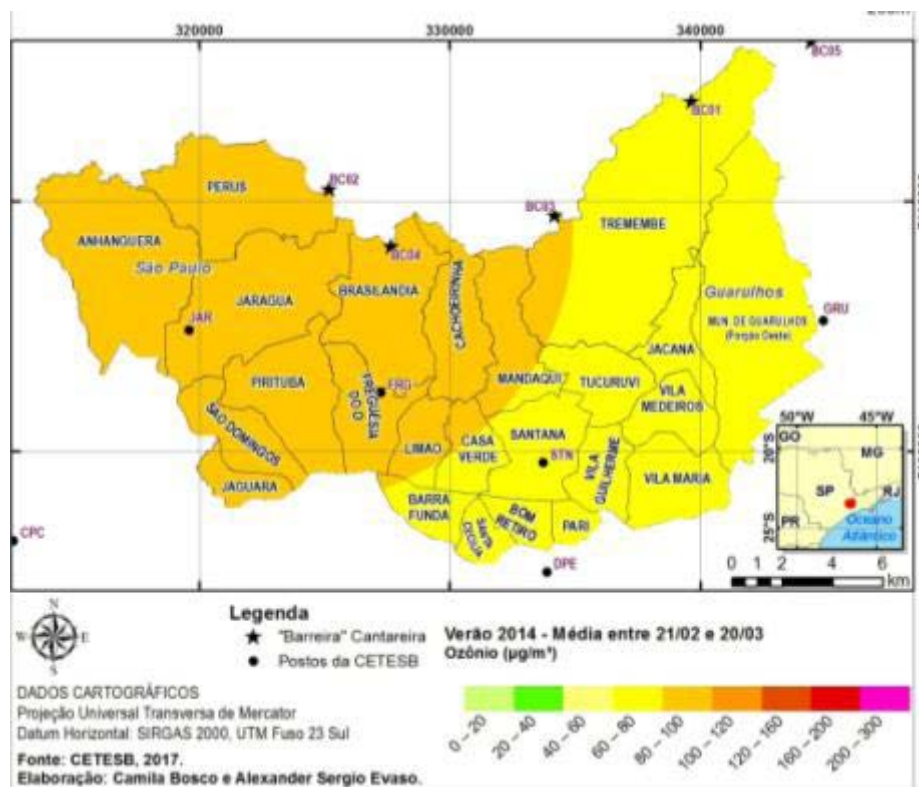 320000 330000 340000
BC05
BC01
BC02
PERUS
BC03
TREMEMBE
ANHANGUERA
São Paulo
BC04
BRASILANDIA
CACHOEIRINHA
JARAGUA
Guarulhos
JAR
MUN. DE GUARULHOS
(Porção Oeste)
GRU
JACANA
MANDAQUI
TUCURUVI
PIRITUBA
FREGUESIA
DO O
FRG
VILA
MEDEIROS
SAO DOMINGOS
LIMAO
CASA
VERDE
SANTANA
STN
VILA
GUILHERME
VILA MARIA
JAGUARA
BARRA
FUNDA
SANTA
CECILIA
BOM
RETIRO
PARI
CPC
DPE
50°W 45°W
GO
20°S
MG
SP
RJ
PR
25°S
Oceano
Atlântico
0 1 2 4 6
km
N
W E
S
Legenda
"Barreira" Cantareira
Postos da CETESB
Verão 2014 - Média entre 21/02 e 20/03
Ozônio (µg/m³)
0 – 20
20 – 40
40 – 60
60 – 80
80 – 100
100 – 120
120 – 160
160 – 200
200 – 300
DADOS CARTOGRÁFICOS
Projeção Universal Transversa de Mercator
Datum Horizontal: SIRGAS 2000, UTM Fuso 23 Sul
Fonte: CETESB, 2017.
Elaboração: Camila Bosco e Alexander Sergio Evaso.